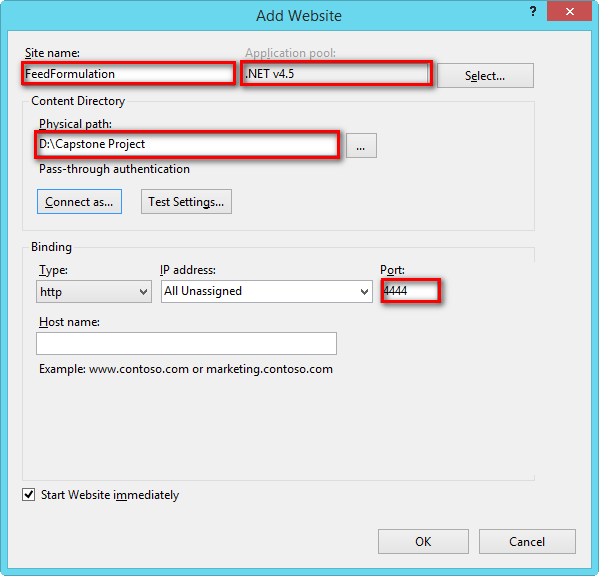 Add Website
?
Site name:
Application pool:
FeedFormulation
.NET v4.5
Select...
Content Directory
Physical path:
D:\Capstone Project
...
Pass-through authentication
Connect as...
Test Settings...
Binding
Type:
IP address:
Port:
http
All Unassigned
4444
Host name:
Example: www.contoso.com or marketing.contoso.com
Start Website immediately
OK
Cancel